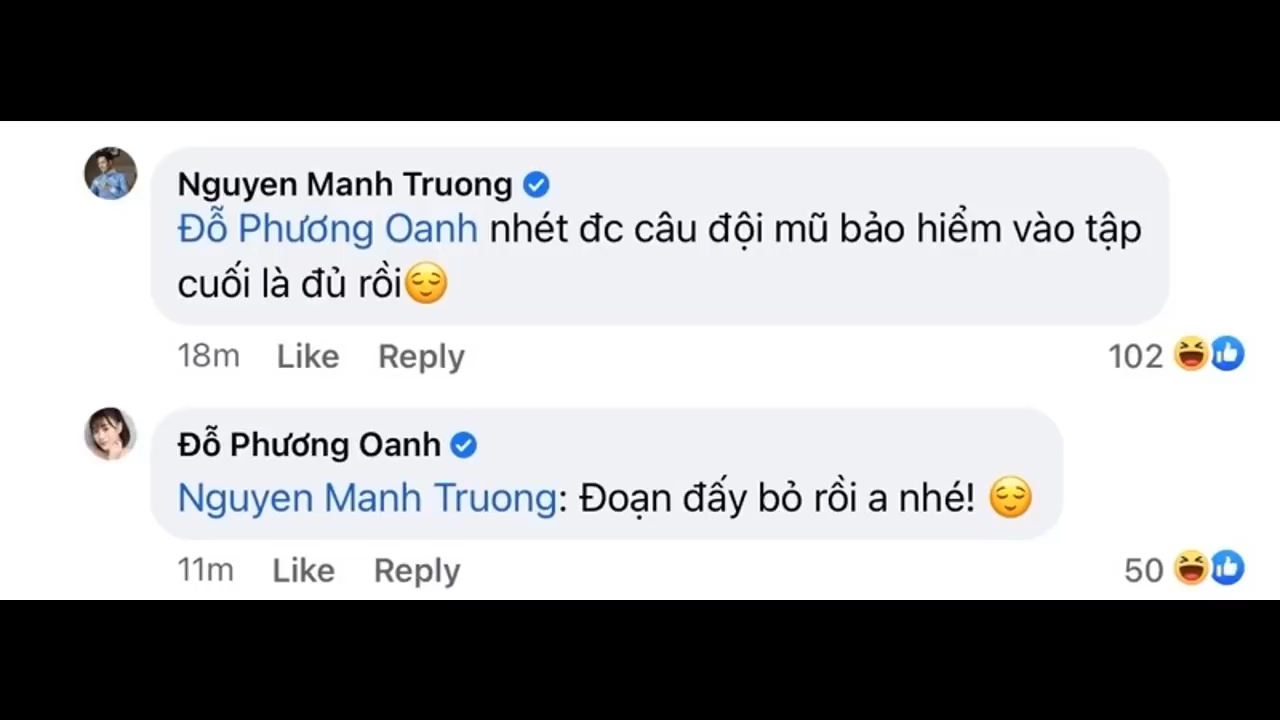 Nguyen Manh Truong
Đỗ Phương Oanh nhét đc câu đội mũ bảo hiểm vào tập
cuối là đủ rồi😌
18m Like Reply 102
Đỗ Phương Oanh
Nguyen Manh Truong: Đoạn đấy bỏ rồi a nhé! 😌
11m Like Reply 50